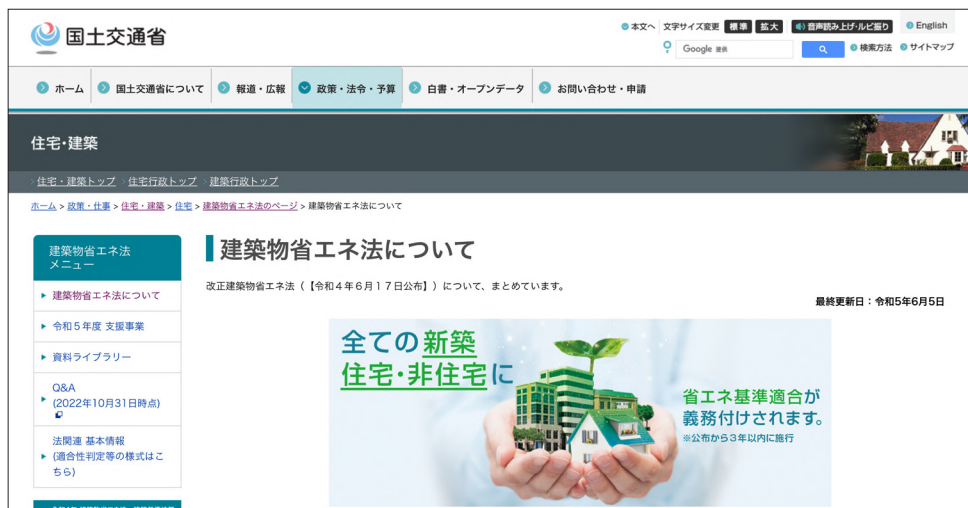 国土交通省
本文へ 文字サイズ変更 標準 拡大 音声読み上げ・ルビ振り English
Google 提供 検索方法 サイトマップ
ホーム 国土交通省について 報道・広報 政策・法令・予算 白書・オープンデータ お問い合わせ・申請
住宅・建築
住宅・建築トップ 住宅行政トップ 建築行政トップ
ホーム > 政策・仕事 > 住宅・建築 > 住宅 > 建築物省エネ法のページ > 建築物省エネ法について
建築物省エネ法
メニュー
建築物省エネ法について
令和5年度 支援事業
資料ライブラリー
Q&A
(2022年10月31日時点)
法関連 基本情報
(適合性判定等の様式はこ
ちら)
建築物省エネ法について
改正建築物省エネ法（【令和４年６月１７日公布】）について、まとめています。
最終更新日：令和5年6月5日
全ての新築
住宅・非住宅に
省エネ基準適合が
義務付けされます。
※公布から3年以内に施行